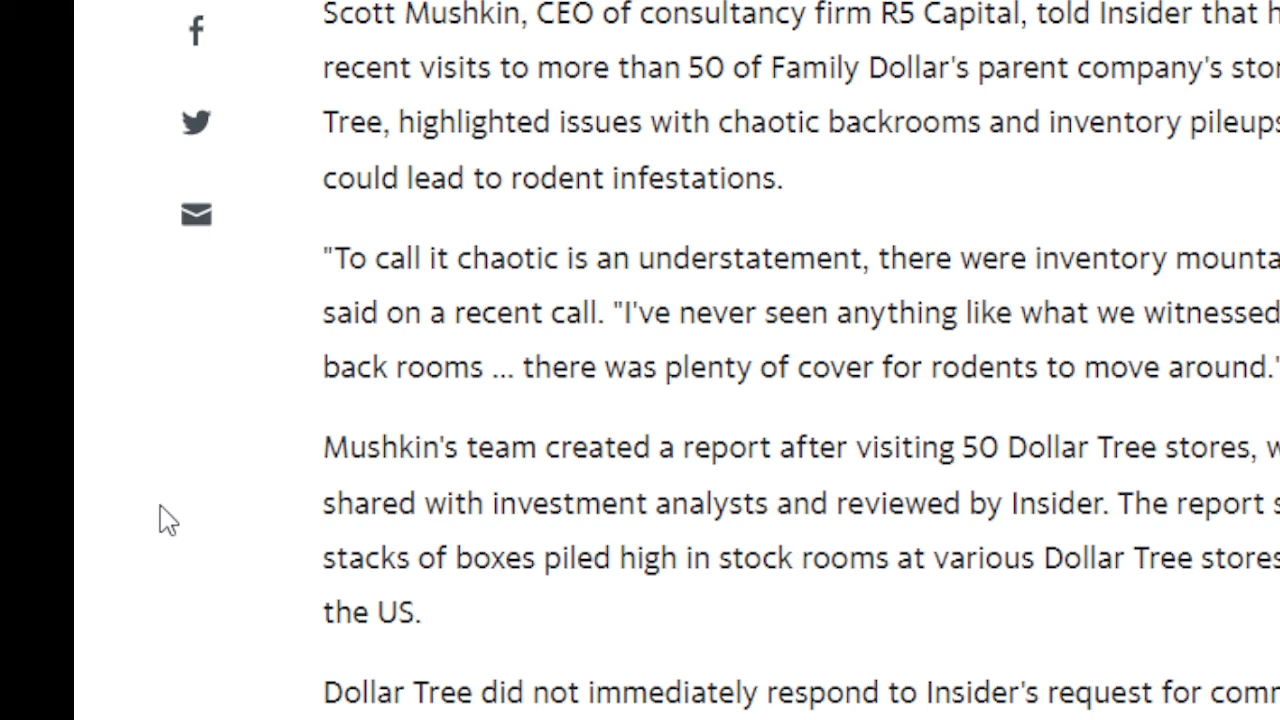 Scott Mushkin, CEO of consultancy firm R5 Capital, told Insider that
recent visits to more than 50 of Family Dollar's parent company's
Tree, highlighted issues with chaotic backrooms and inventory pileups
could lead to rodent infestations.
"To call it chaotic is an understatement, there were inventory
said on a recent call. "I've never seen anything like what we witnessed
back rooms ... there was plenty of cover for rodents to move around."
Mushkin's team created a report after visiting 50 Dollar Tree stores,
shared with investment analysts and reviewed by Insider. The report
stacks of boxes piled high in stock rooms at various Dollar Tree stores
the US.
Dollar Tree did not immediately respond to Insider's request for